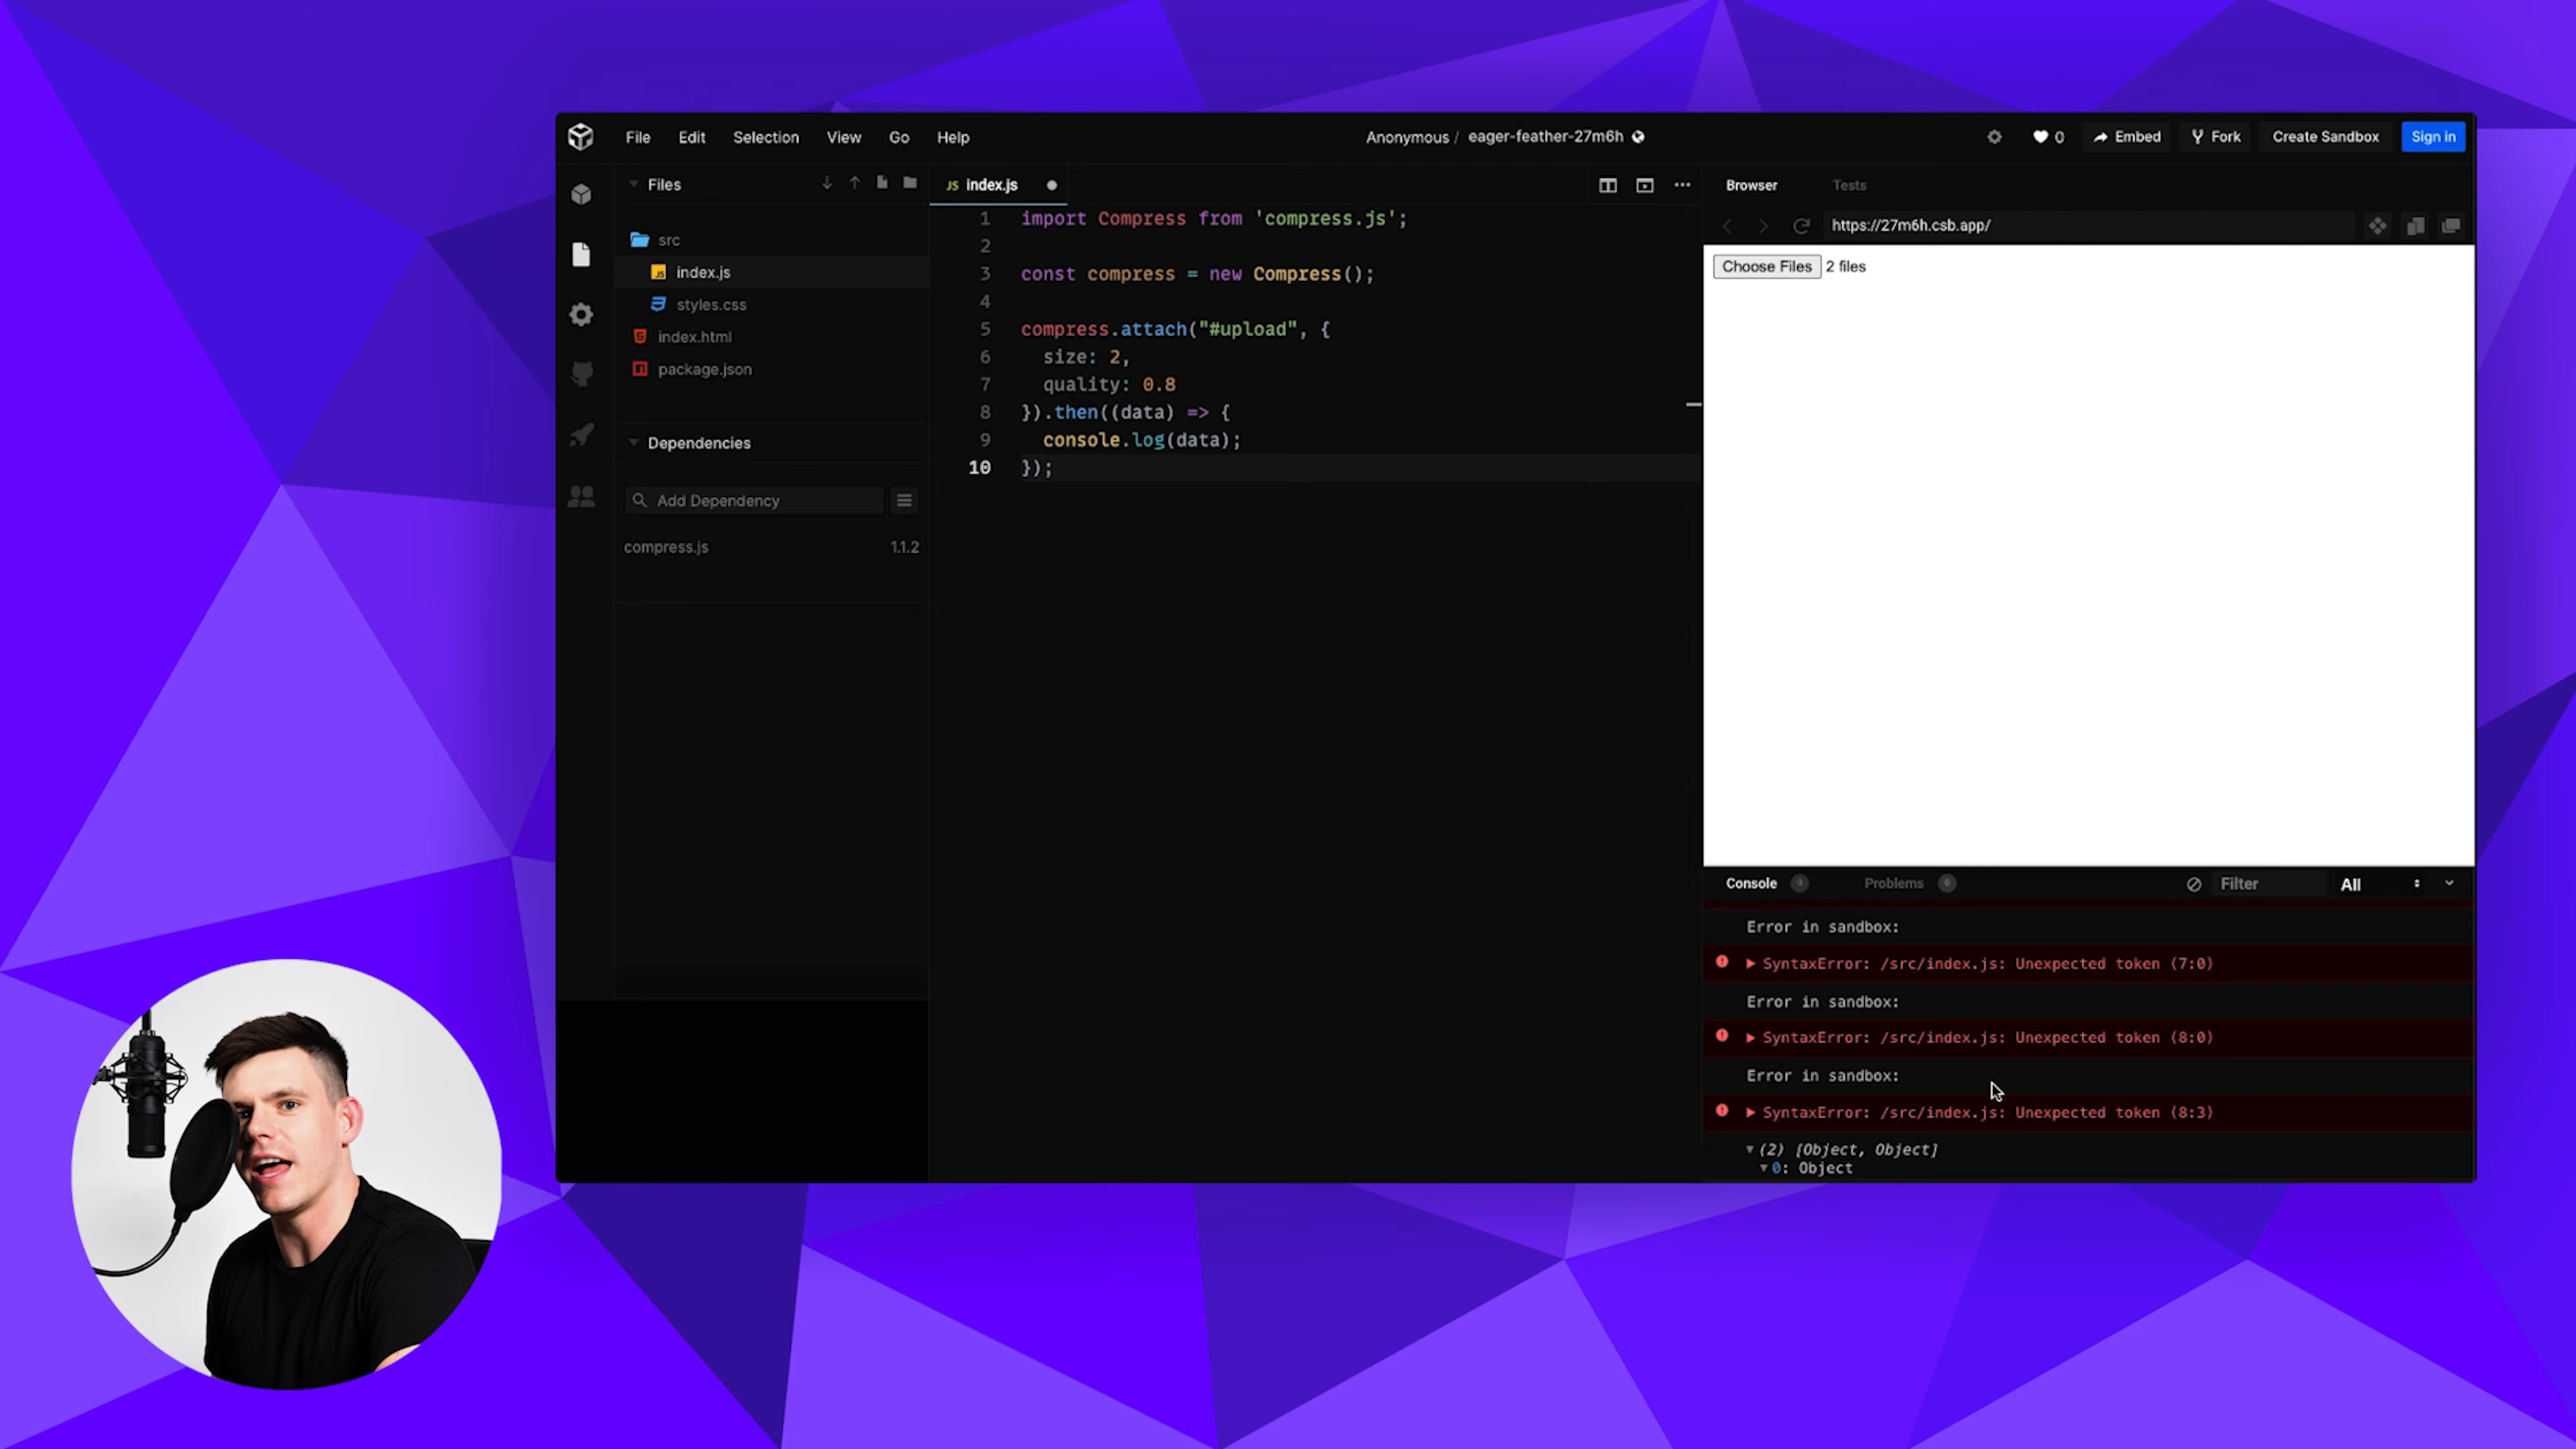 File Edit Selection View Go Help
Anonymous / eager-feather-27m6h
0 Embed Fork Create Sandbox Sign in
Files
src
JS index.js
styles.css
index.html
package.json
Dependencies
Add Dependency
compress.js 1.1.2
JS index.js
1 import Compress from 'compress.js';
2
3 const compress = new Compress();
4
5 compress.attach("#upload", {
6 size: 2,
7 quality: 0.8
8 }).then((data) => {
9 console.log(data);
10 });
Browser Tests
https://27m6h.csb.app/
Choose Files 2 files
Console Problems 0 Filter All
Error in sandbox:
SyntaxError: /src/index.js: Unexpected token (7:0)
Error in sandbox:
SyntaxError: /src/index.js: Unexpected token (8:0)
Error in sandbox:
SyntaxError: /src/index.js: Unexpected token (8:3)
(2) [Object, Object]
0: Object